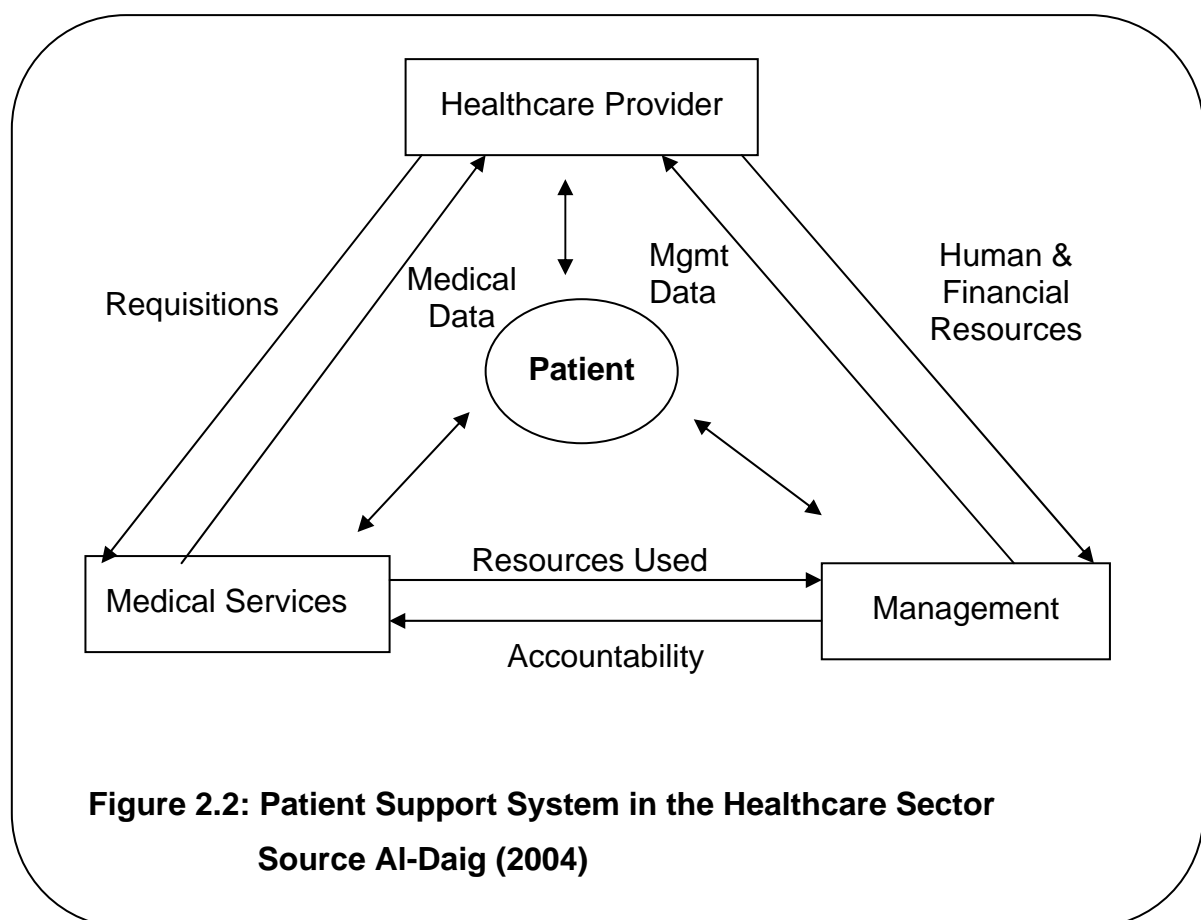 Healthcare Provider
Requisitions
Medical
Data
Mgmt
Data
Human &
Financial
Resources
Patient
Resources Used
Medical Services
Management
Accountability
Figure 2.2: Patient Support System in the Healthcare Sector
Source Al-Daig (2004)